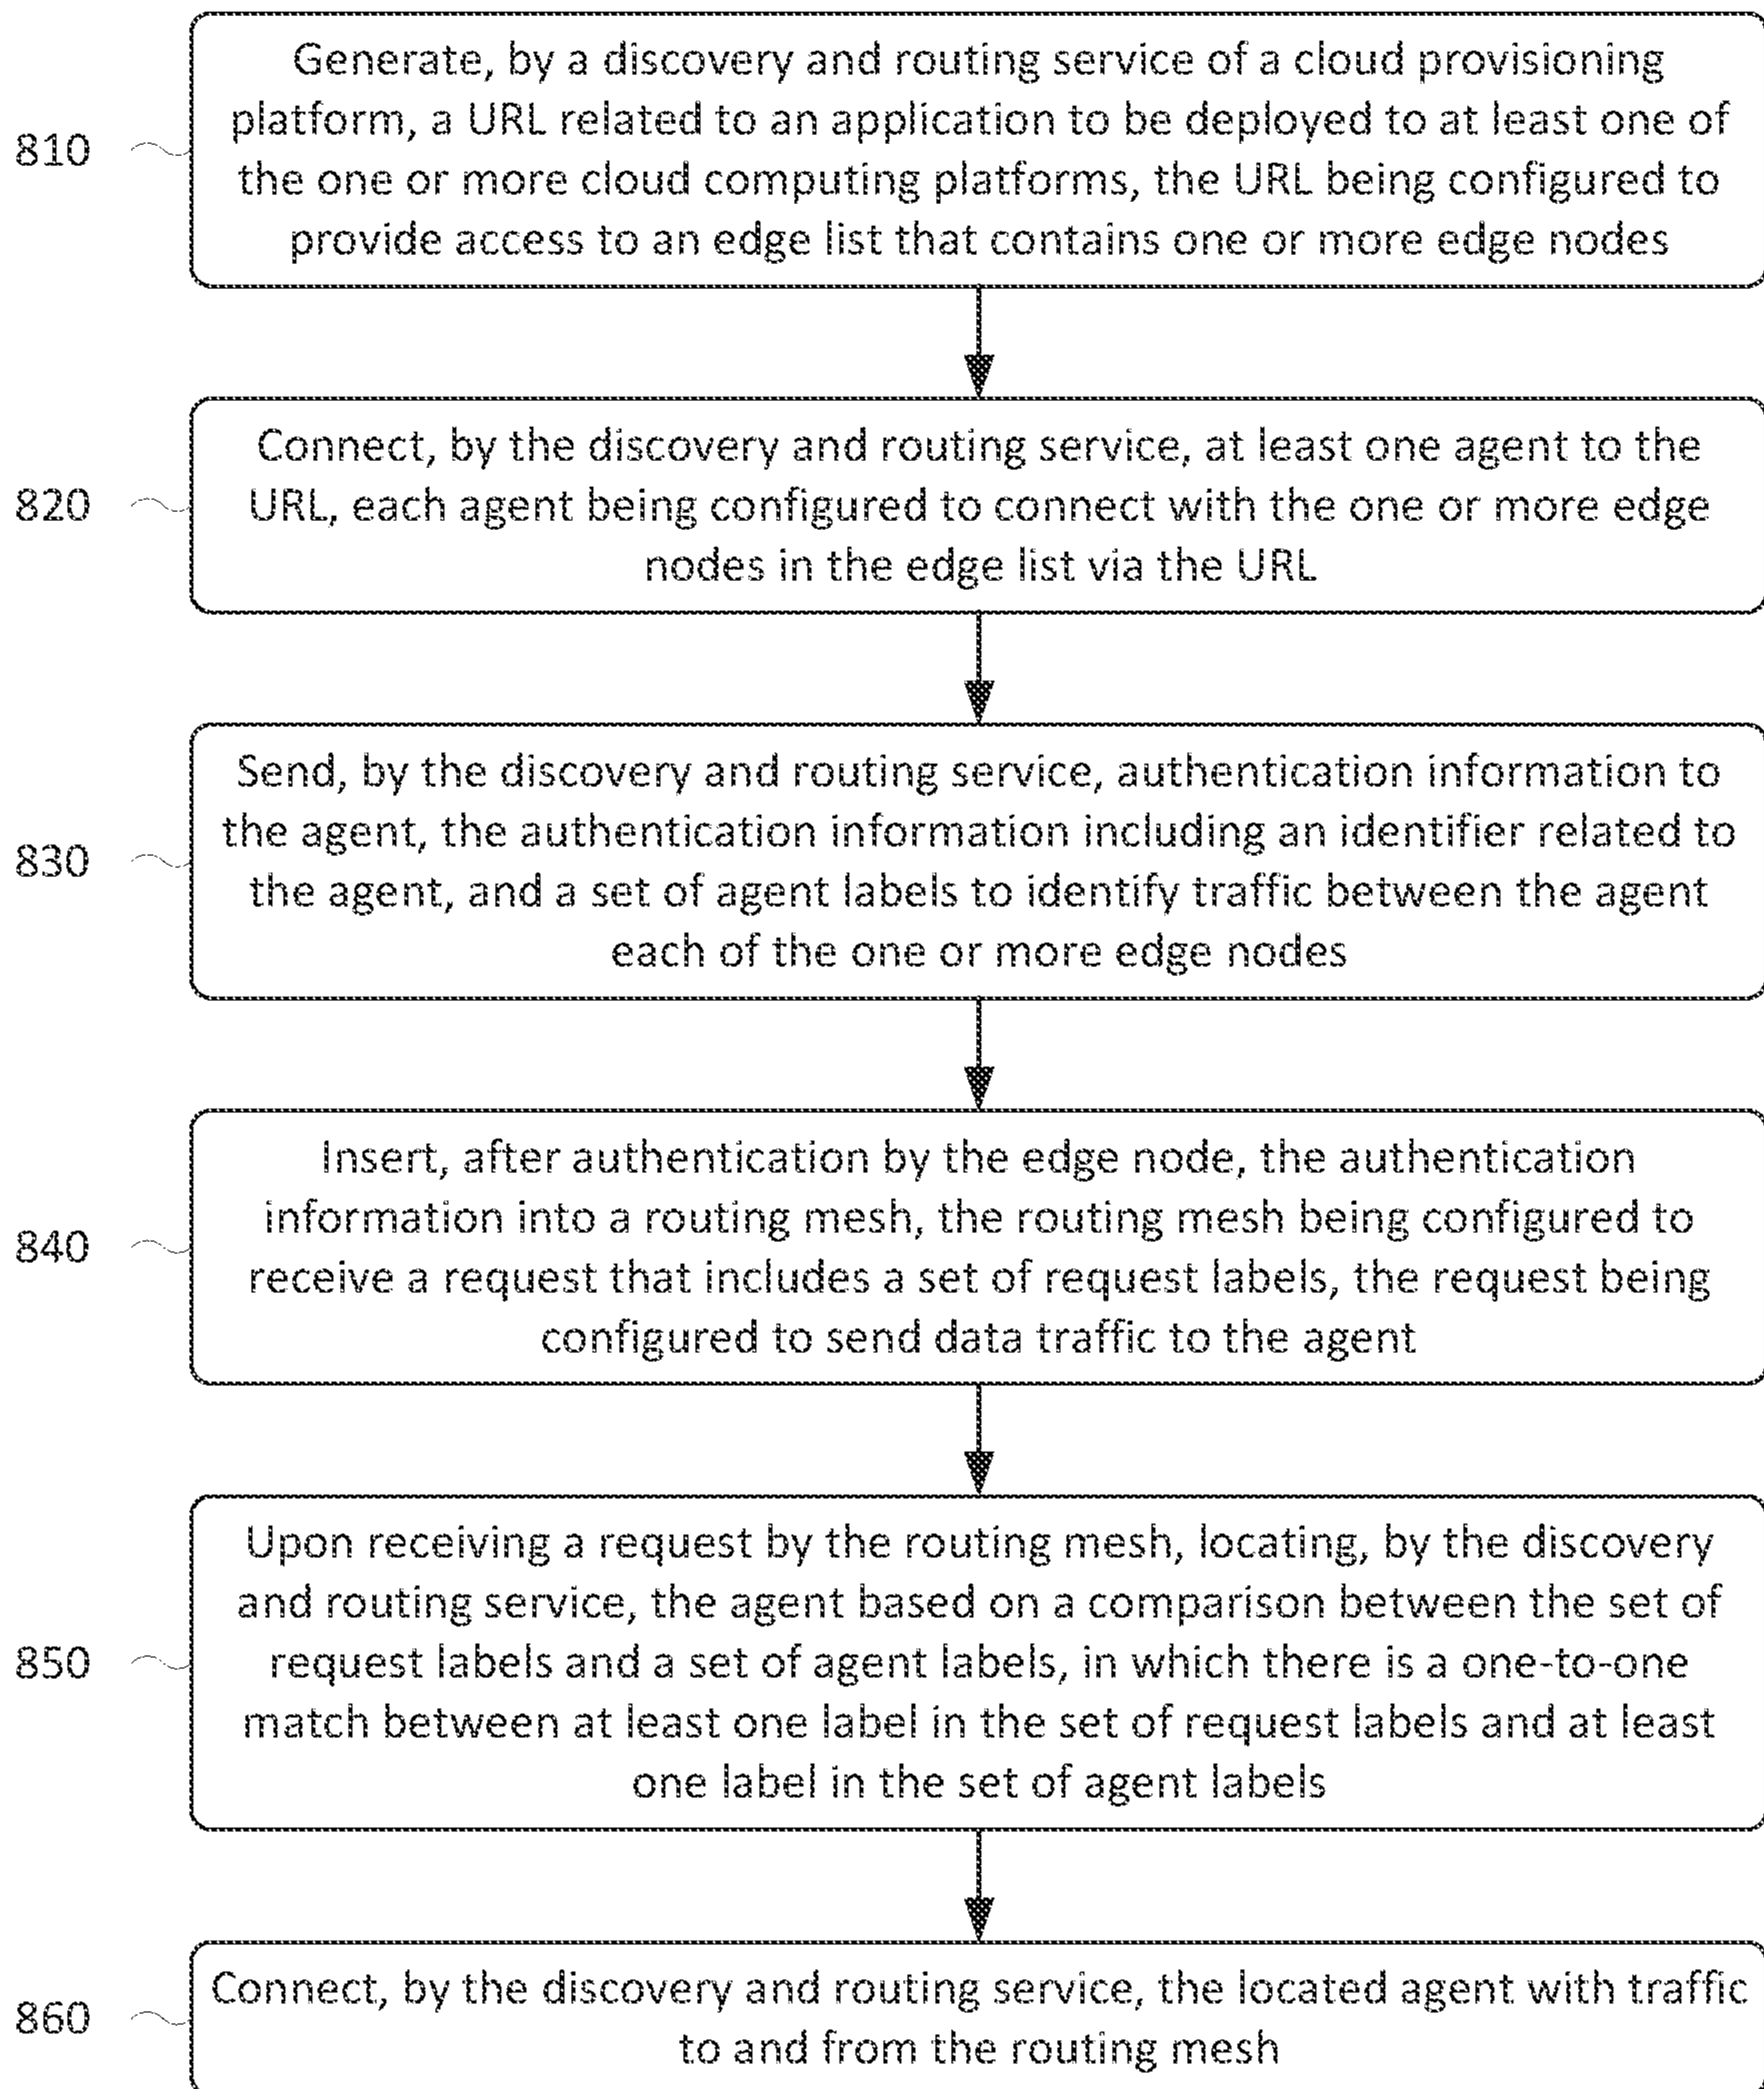 Generate, by a discovery and routing service of a cloud provisioning
platform, a URL related to an application to be deployed to at least one of
810
the one or more cloud computing platforms, the URL being configured to
provide access to an edge list that contains one or more edge nodes
Connect, by the discovery and routing service, at least one agent to the
820
URL, each agent being configured to connect with the one or more edge
nodes in the edge list via the URL
Send, by the discovery and routing service, authentication information to
the agent, the authentication information including an identifier related to
830
the agent, and a set of agent labels to identify traffic between the agent
each of the one or more edge nodes
Insert, after authentication by the edge node, the authentication
information into a routing mesh, the routing mesh being configured to
840
receive a request that includes a set of request labels, the request being
configured to send data traffic to the agent
Upon receiving a request by the routing mesh, locating, by the discovery
and routing service, the agent based on a comparison between the set of
850
request labels and a set of agent labels, in which there is a one-to-one
match between at least one label in the set of request labels and at least
one label in the set of agent labels
Connect, by the discovery and routing service, the located agent with traffic
860
to and from the routing mesh